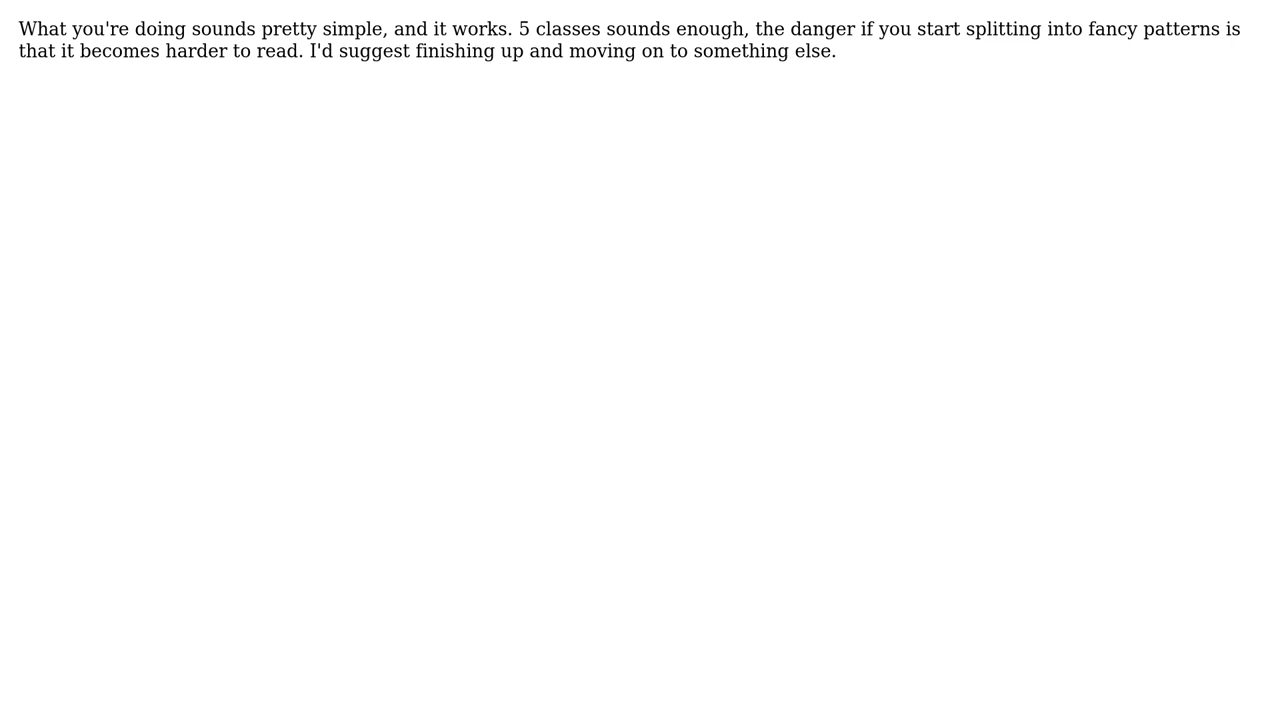 What you're doing sounds pretty simple, and it works. 5 classes sounds enough, the danger if you start splitting into fancy patterns is
that it becomes harder to read. I'd suggest finishing up and moving on to something else.